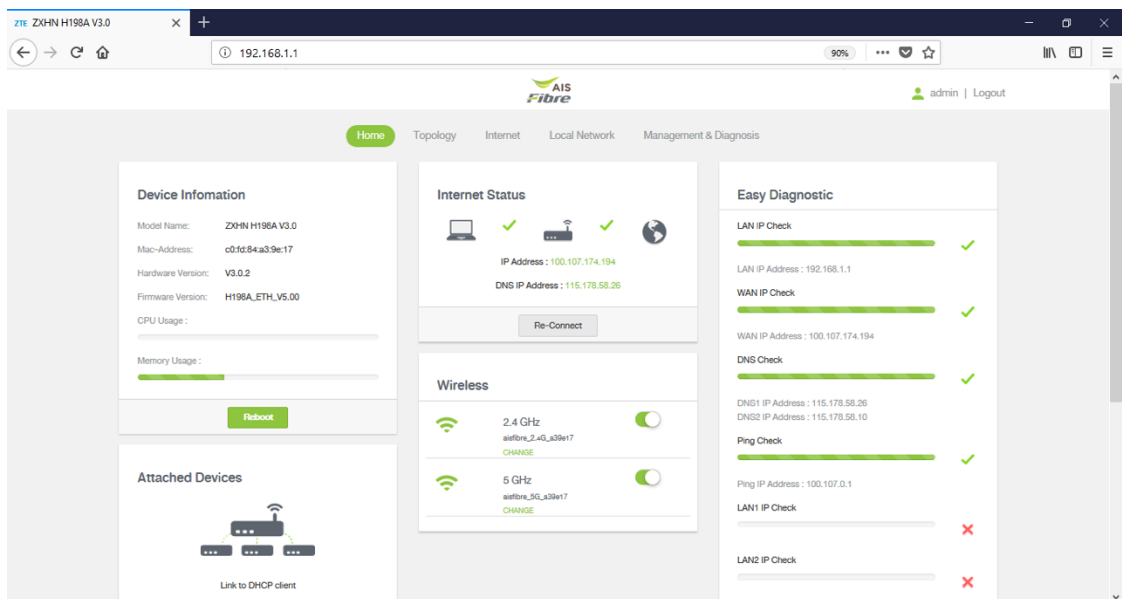 ZTE ZXHN H198A V3.0
192.168.1.1
90%
AIS
Fibre
admin | Logout
Home
Topology
Internet
Local Network
Management & Diagnosis
Device Infomation
Model Name: ZXHN H198A V3.0
Mac-Address: c0:fd:84:a3:9e:17
Hardware Version: V3.0.2
Firmware Version: H198A_ETH_V5.00
CPU Usage :
Memory Usage :
Reboot
Attached Devices
Link to DHCP client
Internet Status
IP Address : 100.107.174.194
DNS IP Address : 115.178.58.26
Re-Connect
Wireless
2.4 GHz
aisfibre_2.4G_a39e17
CHANGE
5 GHz
aisfibre_5G_a39e17
CHANGE
Easy Diagnostic
LAN IP Check
LAN IP Address : 192.168.1.1
WAN IP Check
WAN IP Address : 100.107.174.194
DNS Check
DNS1 IP Address : 115.178.58.26
DNS2 IP Address : 115.178.58.10
Ping Check
Ping IP Address : 100.107.0.1
LAN1 IP Check
LAN2 IP Check